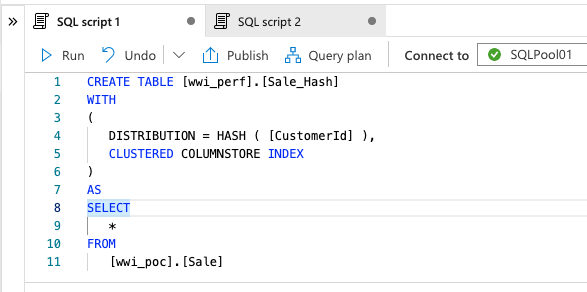 SQL script 1
SQL script 2
Run Undo Publish Query plan Connect to SQLPool01
1 CREATE TABLE [wwi_perf].[Sale_Hash]
2 WITH
3 (
4 DISTRIBUTION = HASH ( [CustomerId] ),
5 CLUSTERED COLUMNSTORE INDEX
6 )
7 AS
8 SELECT
9 *
10 FROM
11 [wwi_poc].[Sale]